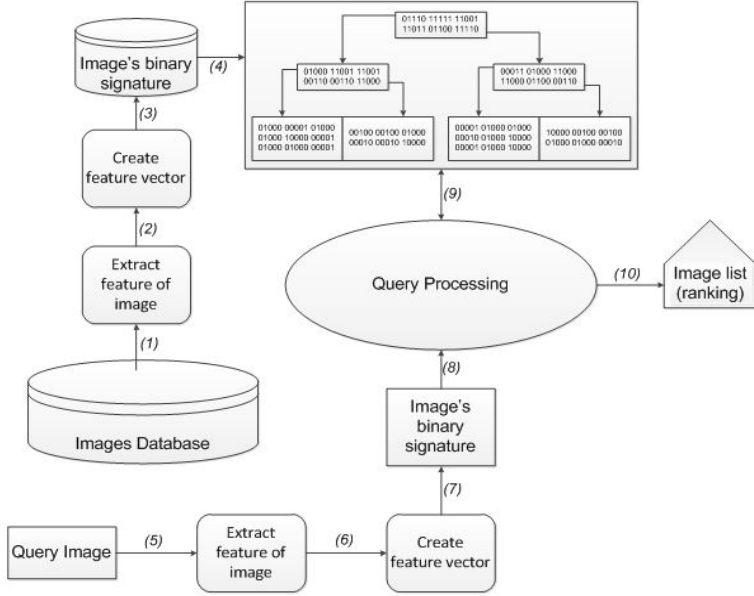 01110 11111 11001
11011 01100 11110
01000 11001 11001
00110 00110 11000
00011 01000 11000
11000 01100 00110
01000 00001 01000
01000 10000 00001
01000 01000 00001
00100 00100 01000
00010 00010 10000
00001 01000 01000
00010 01000 10000
00001 01000 10000
10000 00100 00100
01000 01000 00010
Image's binary
signature
(4)
(3)
Create
feature vector
(2)
Extract
feature of
image
(1)
Images Database
(9)
Query Processing
(10)
Image list
(ranking)
(8)
Image's
binary
signature
(7)
Query Image
(5)
Extract
feature of
image
(6)
Create
feature vector